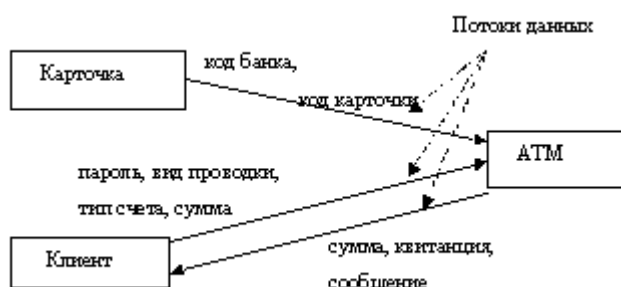 Потоки данных
код банка,
Карточка
код карточки
АТМ
пароль, вид проводки,
тип счета, сумма
сумма, квитанция,
Клиент
сообщение